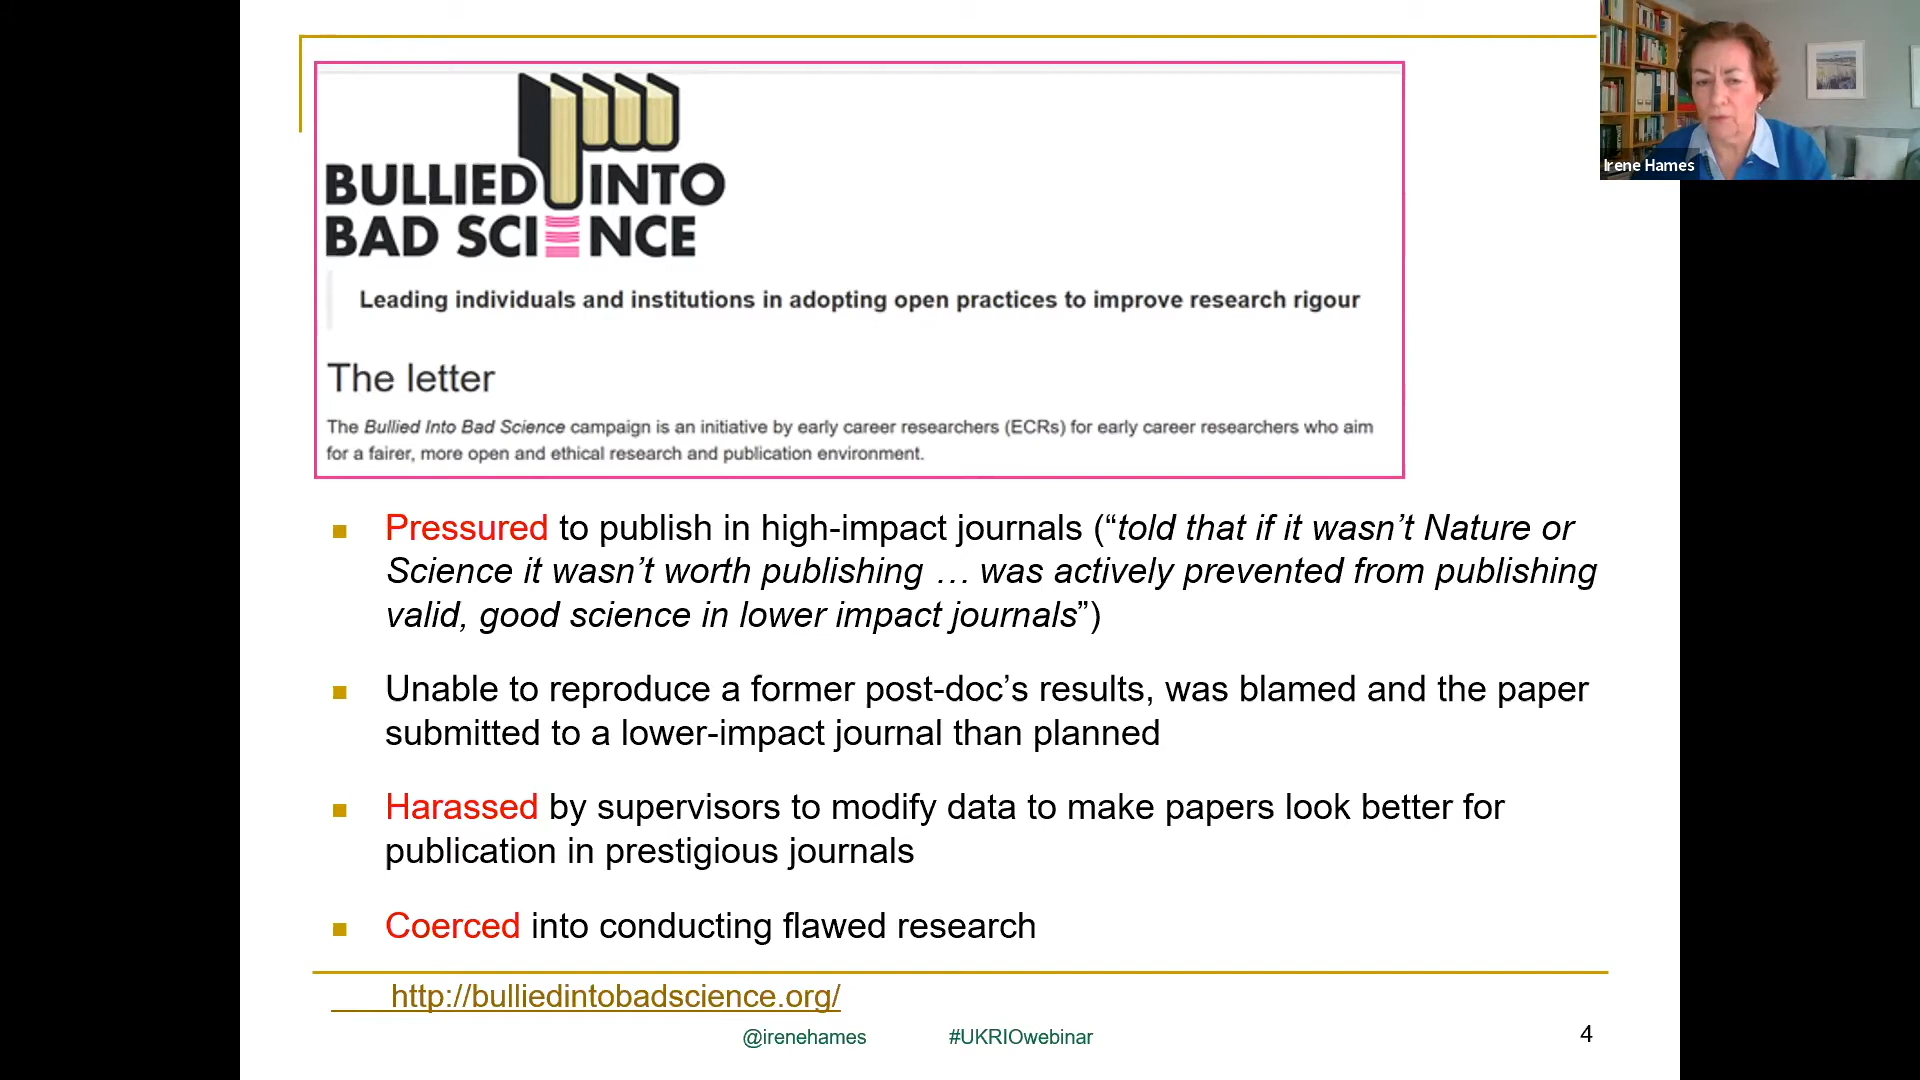 BULLIED INTO
BAD SCIENCE
Leading individuals and institutions in adopting open practices to improve research rigour
The letter
The Bullied Into Bad Science campaign is an initiative by early career researchers (ECRs) for early career researchers who aim
for a fairer, more open and ethical research and publication environment.
Pressured to publish in high-impact journals (“told that if it wasn’t Nature or
Science it wasn’t worth publishing … was actively prevented from publishing
valid, good science in lower impact journals”)
Unable to reproduce a former post-doc’s results, was blamed and the paper
submitted to a lower-impact journal than planned
Harassed by supervisors to modify data to make papers look better for
publication in prestigious journals
Coerced into conducting flawed research
http://bulliedintobadscience.org/
@irenehames #UKRIOwebinar 4
Irene Hames